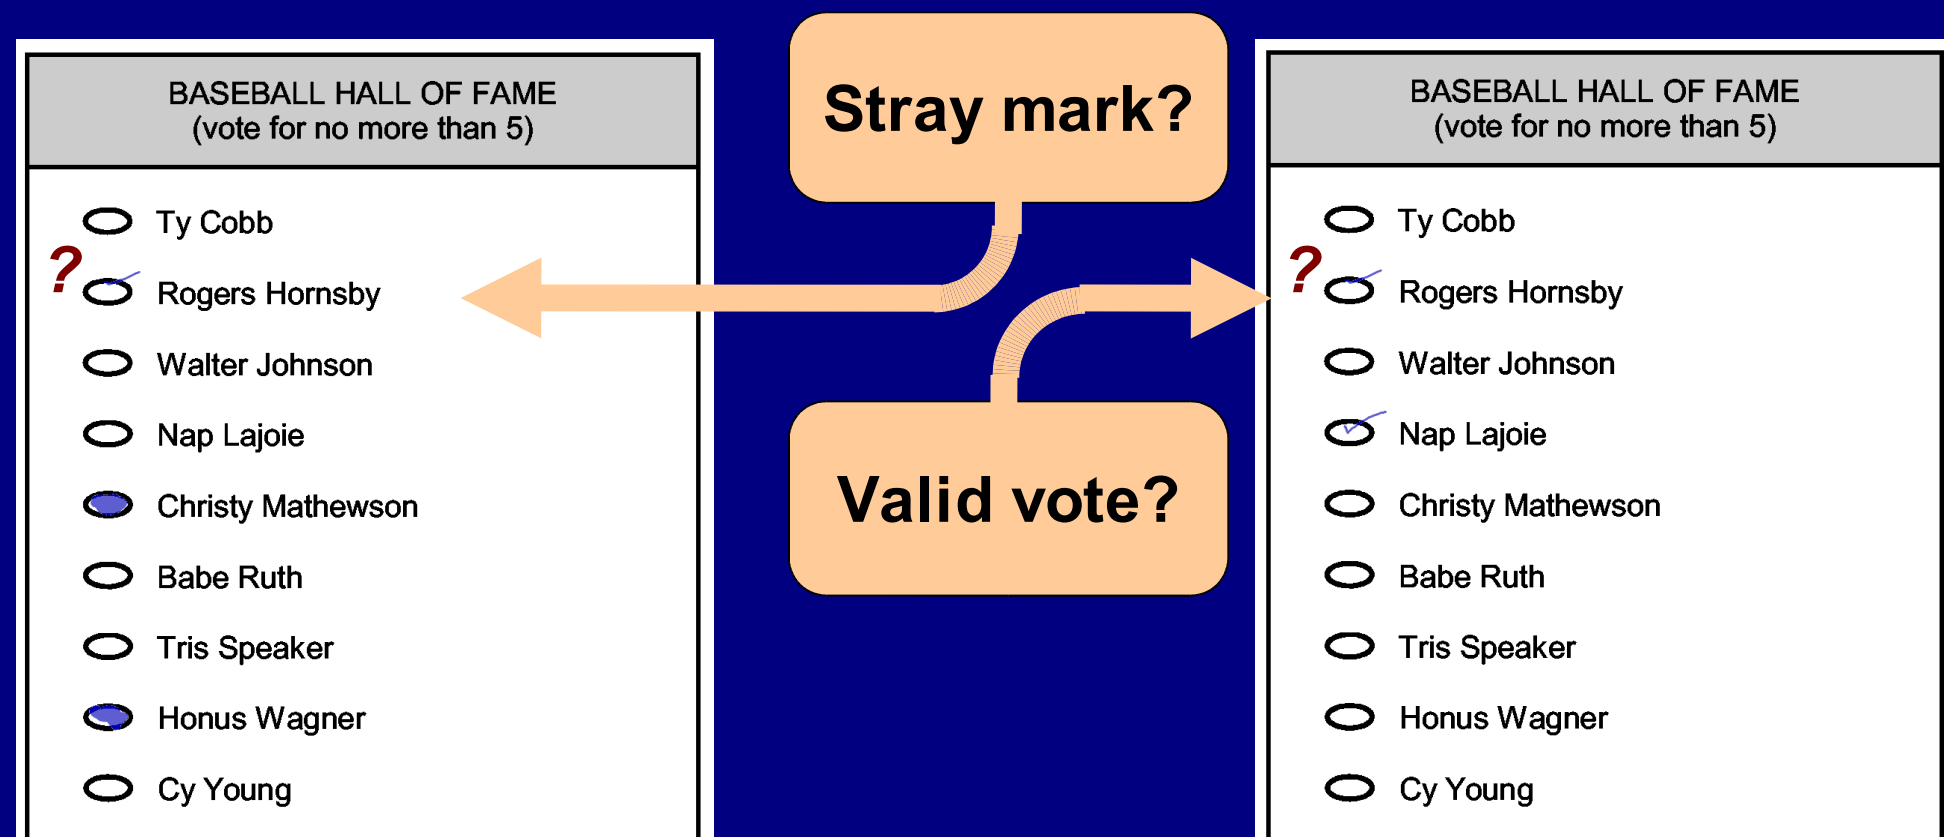 BASEBALL HALL OF FAME
(vote for no more than 5)
Ty Cobb
?
Rogers Hornsby
Walter Johnson
Nap Lajoie
Christy Mathewson
Babe Ruth
Tris Speaker
Honus Wagner
Cy Young
Stray mark?
Valid vote?
BASEBALL HALL OF FAME
(vote for no more than 5)
Ty Cobb
?
Rogers Hornsby
Walter Johnson
Nap Lajoie
Christy Mathewson
Babe Ruth
Tris Speaker
Honus Wagner
Cy Young